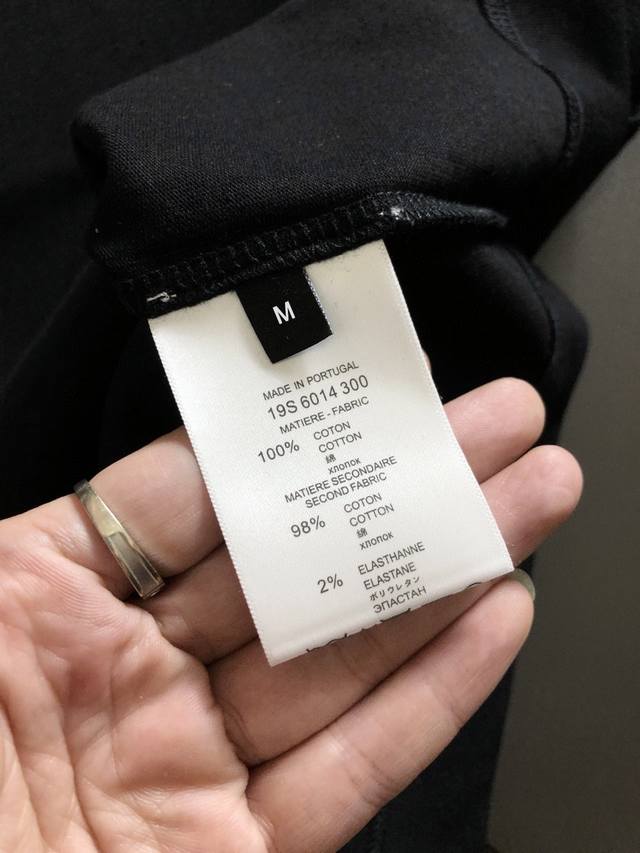 M
MADE IN PORTUGAL
19S 6014 300
MATIERE - FABRIC
100% COTON
COTTON
綿
хлопок
MATIERE SECONDAIRE
SECOND FABRIC
98% COTON
COTTON
綿
хлопок
2% ELASTHANNE
ELASTANE
ポリウレタン
ЭПАСТАН